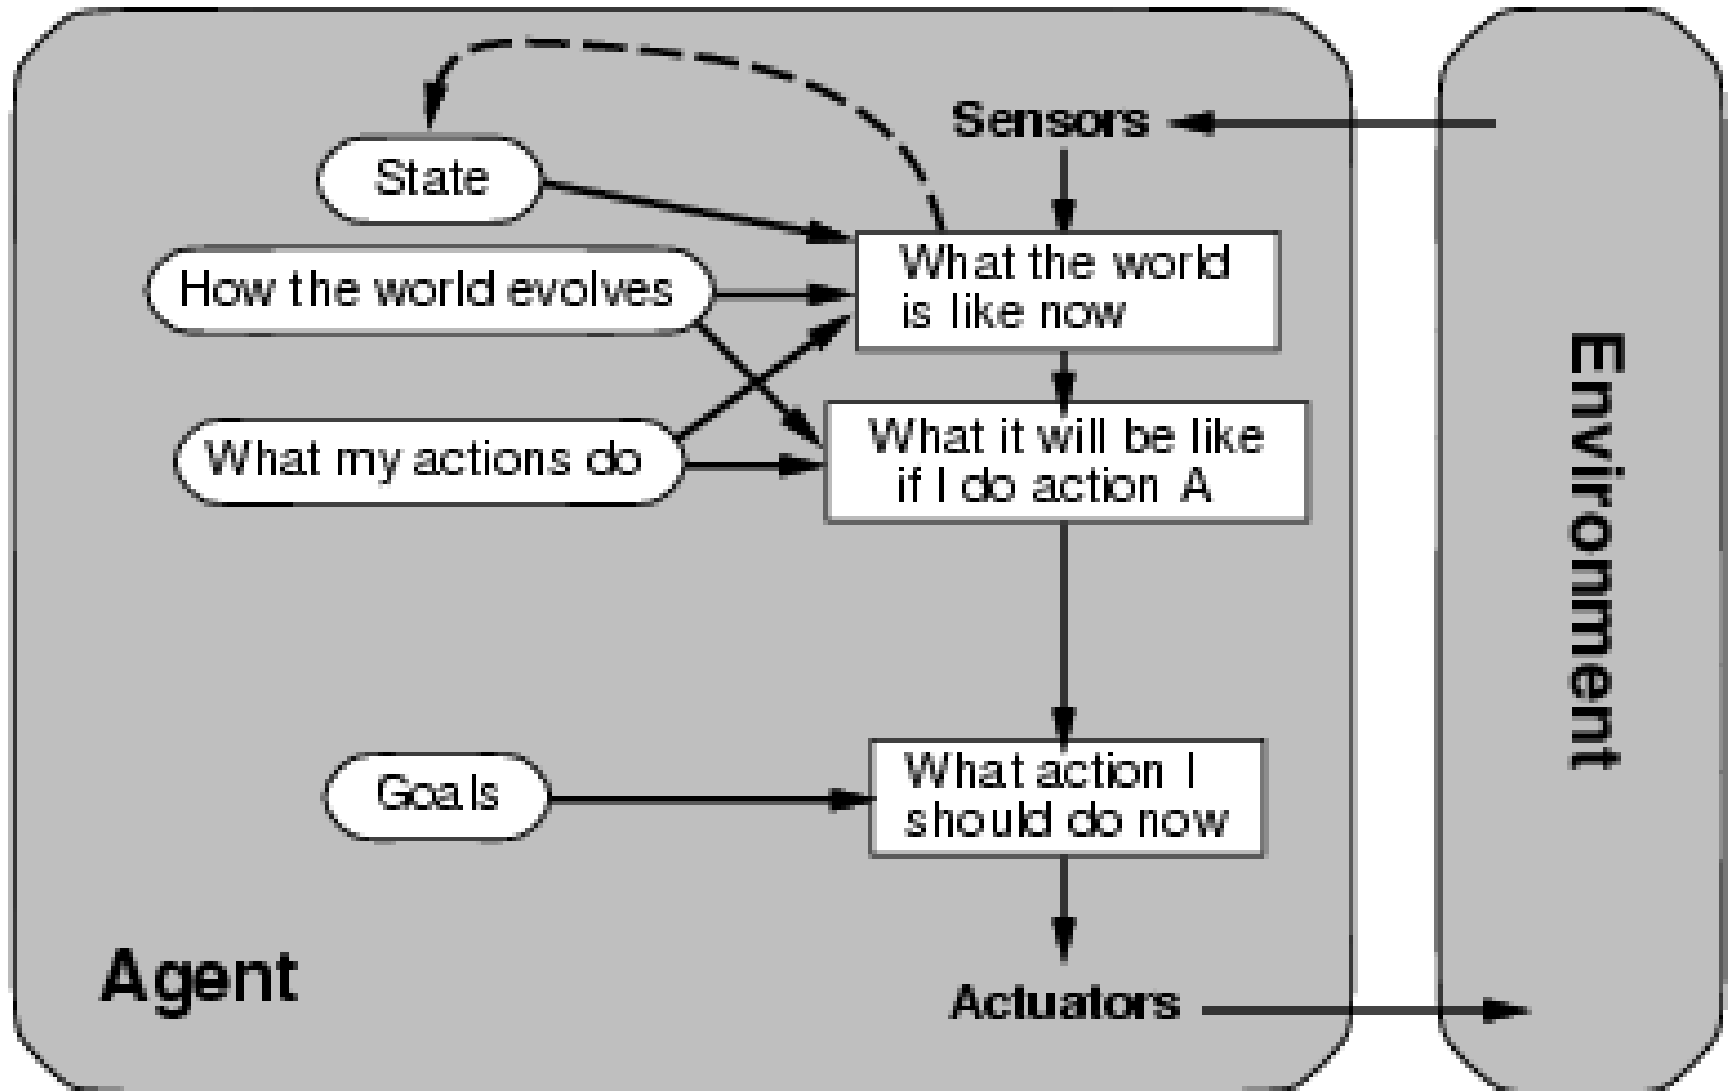 Sensors
State
What the world
is like now
How the world evolves
What it will be like
if I do action A
What my actions do
Environment
What action I
should do now
Goals
Agent
Actuators